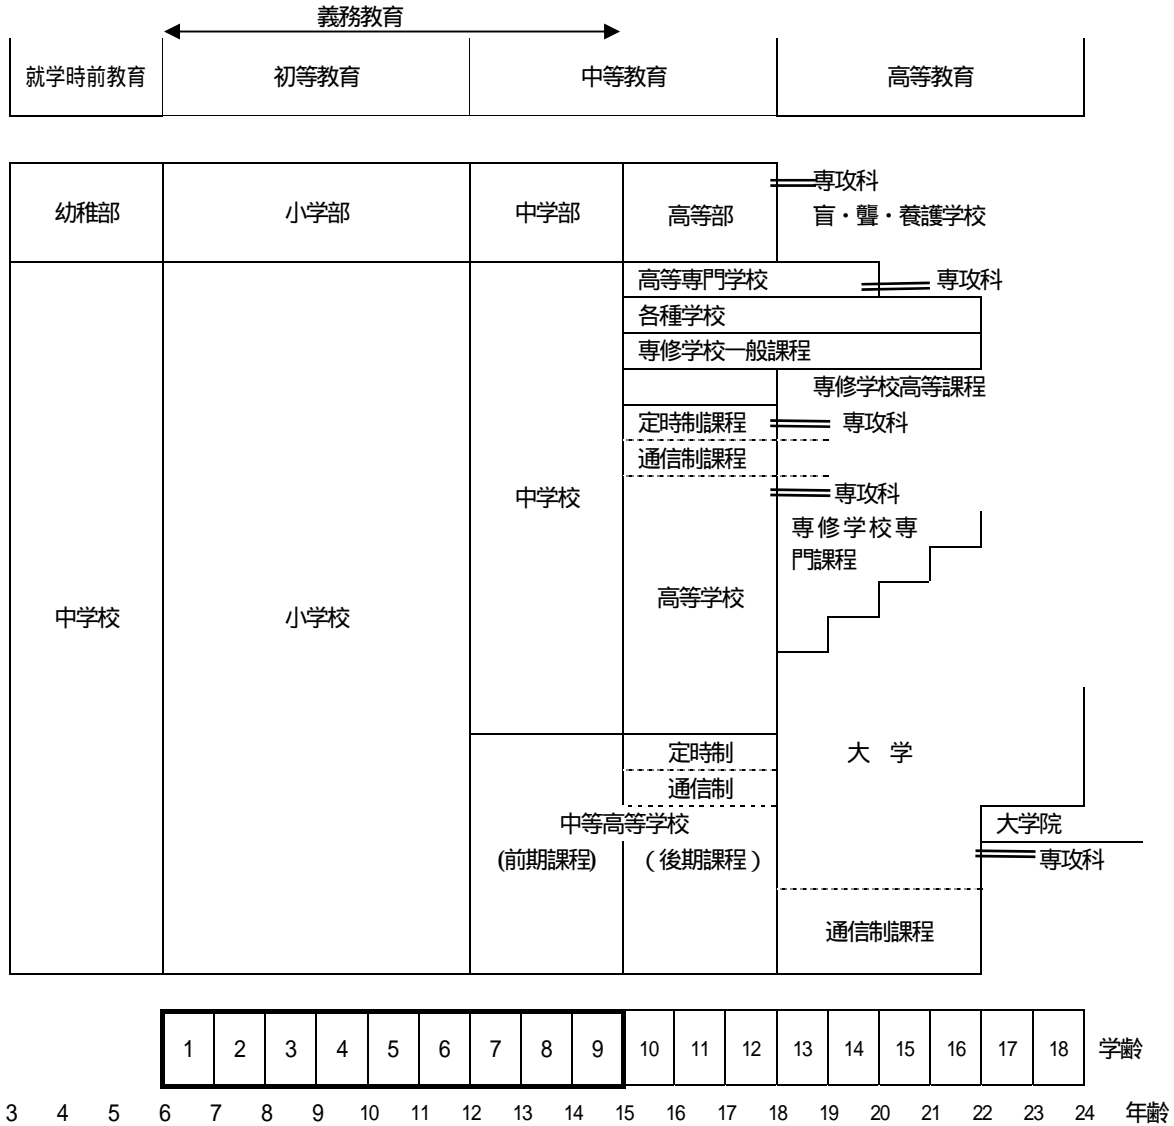 義務教育
就学時前教育 初等教育 中等教育 高等教育
専攻科
幼稚部 小学部 中学部 高等部 盲・聾・養護学校
高等専門学校 専攻科
各種学校
専修学校一般課程
専修学校高等課程
定時制課程 専攻科
通信制課程
中学校 専攻科
専修学校専
門課程
高等学校
中学校 小学校
定時制 大 学
通信制
中等高等学校 大学院
(前期課程) (後期課程) 専攻科
通信制課程
1 2 3 4 5 6 7 8 9 10 11 12 13 14 15 16 17 18 学齢
3 4 5 6 7 8 9 10 11 12 13 14 15 16 17 18 19 20 21 22 23 24 年齢